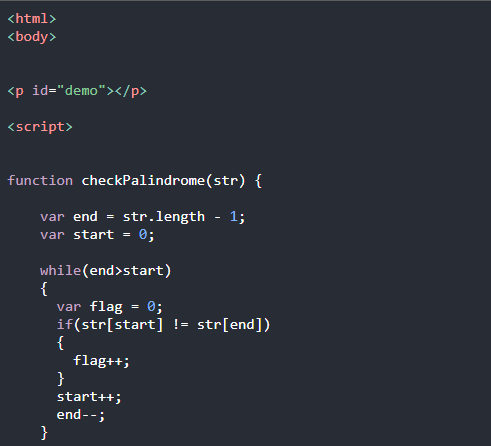 <html>
<body>
<p id="demo"></p>
<script>
function checkPalindrome(str) {
var end = str.length - 1;
var start = 0;
while(end>start)
{
var flag = 0;
if(str[start] != str[end])
{
flag++;
}
start++;
end--;
}